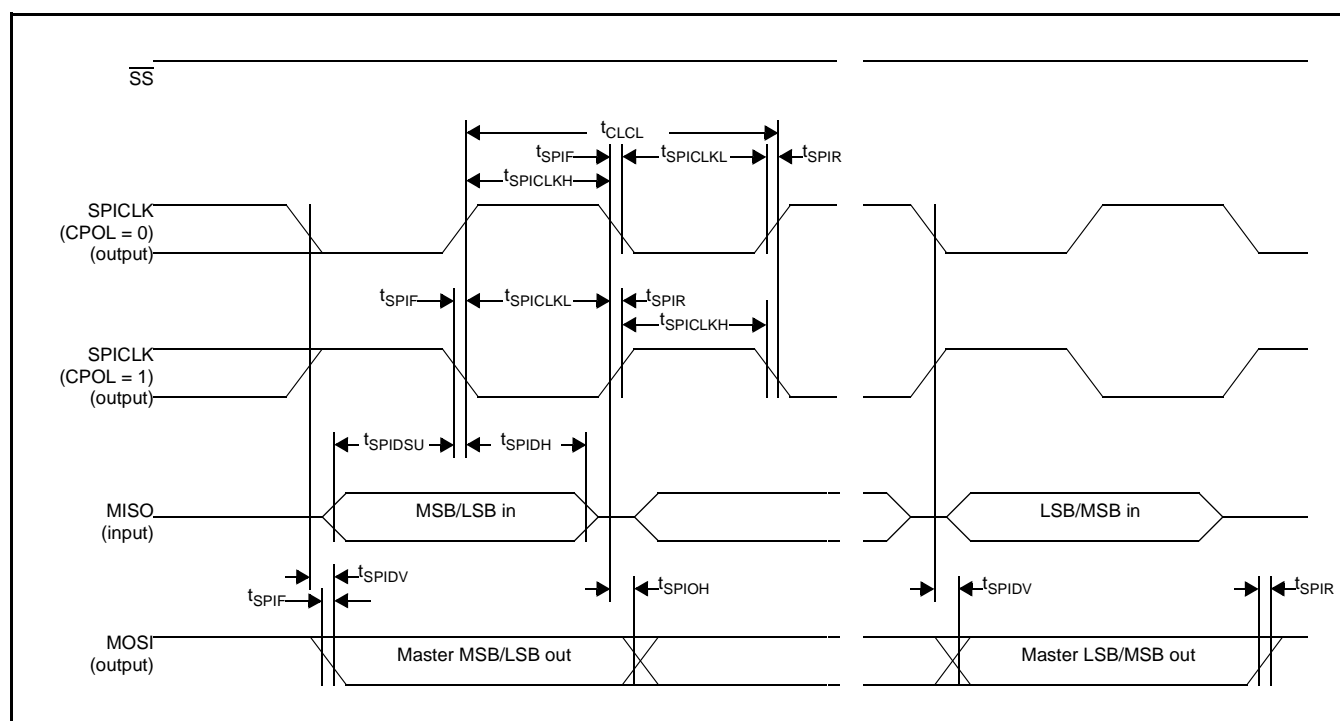 SS
tCLCL
tSPIF
tSPICLKL
tSPIR
tSPICLKH
SPICLK
(CPOL = 0)
(output)
tSPIF
tSPICLKL
tSPIR
tSPICLKH
SPICLK
(CPOL = 1)
(output)
tSPIDSU
tSPIDH
MISO
(input)
MSB/LSB in
LSB/MSB in
tSPIDV
tSPIF
tSPIOH
tSPIDV
tSPIR
MOSI
(output)
Master MSB/LSB out
Master LSB/MSB out